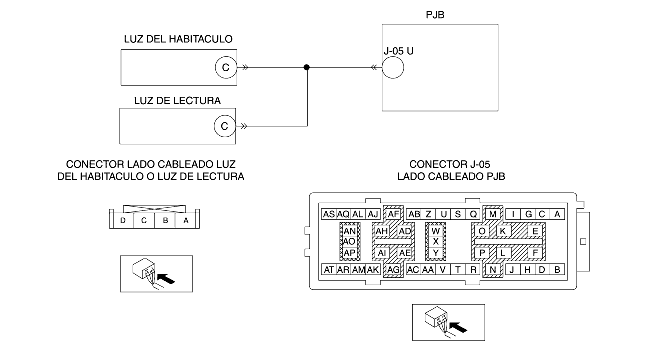 PJB
LUZ DEL HABITACULO
J-05 U
C
LUZ DE LECTURA
C
CONECTOR LADO CABLEADO LUZ
DEL HABITACULO O LUZ DE LECTURA
CONECTOR J-05
LADO CABLEADO PJB
D C B A
AS AQ AL AJ AF AB Z U S Q M I G C A
AN AH AD W O K E
AO X
AP AI AE Y P L F
AT AR AM AK AG AC AA V T R N J H D B